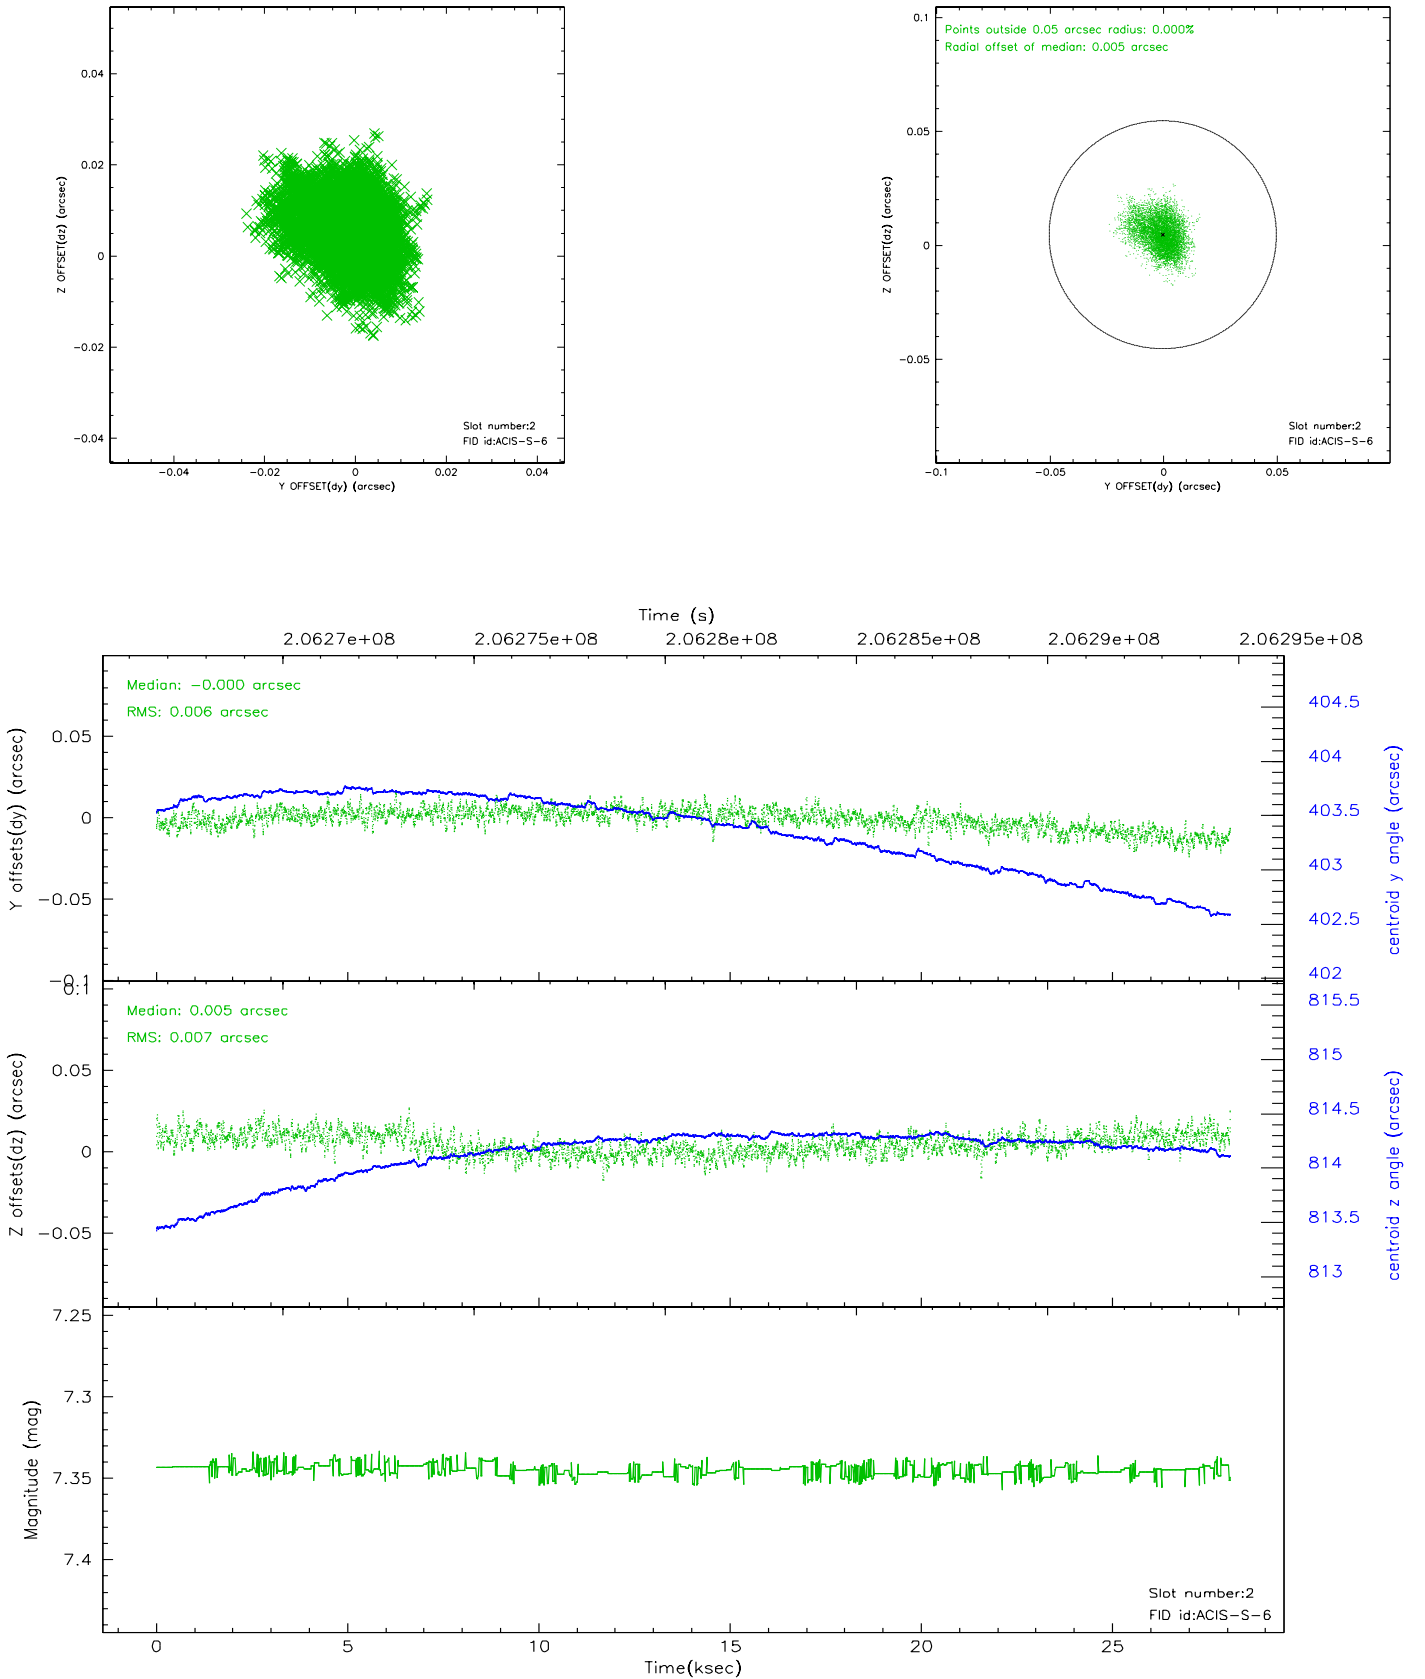 0.04
0.02
0
-0.02
-0.04
Z OFFSET(dz) (arcsec)
-0.04 -0.02 0 0.02 0.04
Y OFFSET(dy) (arcsec)
Slot number:2
FID id:ACIS-S-6
Points outside 0.05 arcsec radius: 0.000%
Radial offset of median: 0.005 arcsec
0.1
0.05
0
-0.05
Z OFFSET(dz) (arcsec)
-0.1 -0.05 0 0.05
Y OFFSET(dy) (arcsec)
Slot number:2
FID id:ACIS-S-6
Time (s)
2.0627e+08 2.06275e+08 2.0628e+08 2.06285e+08 2.0629e+08 2.06295e+08
Median: -0.000 arcsec
RMS: 0.006 arcsec
0.05
0
-0.05
-0.1
Y offsets(dy) (arcsec)
404.5
404
403.5
403
402.5
402
centroid y angle (arcsec)
Median: 0.005 arcsec
RMS: 0.007 arcsec
0.1
0.05
0
-0.05
Z offsets(dz) (arcsec)
815.5
815
814.5
814
813.5
813
centroid z angle (arcsec)
7.25
7.3
7.35
7.4
Magnitude (mag)
Slot number:2
FID id:ACIS-S-6
0 5 10 15 20 25
Time(ksec)